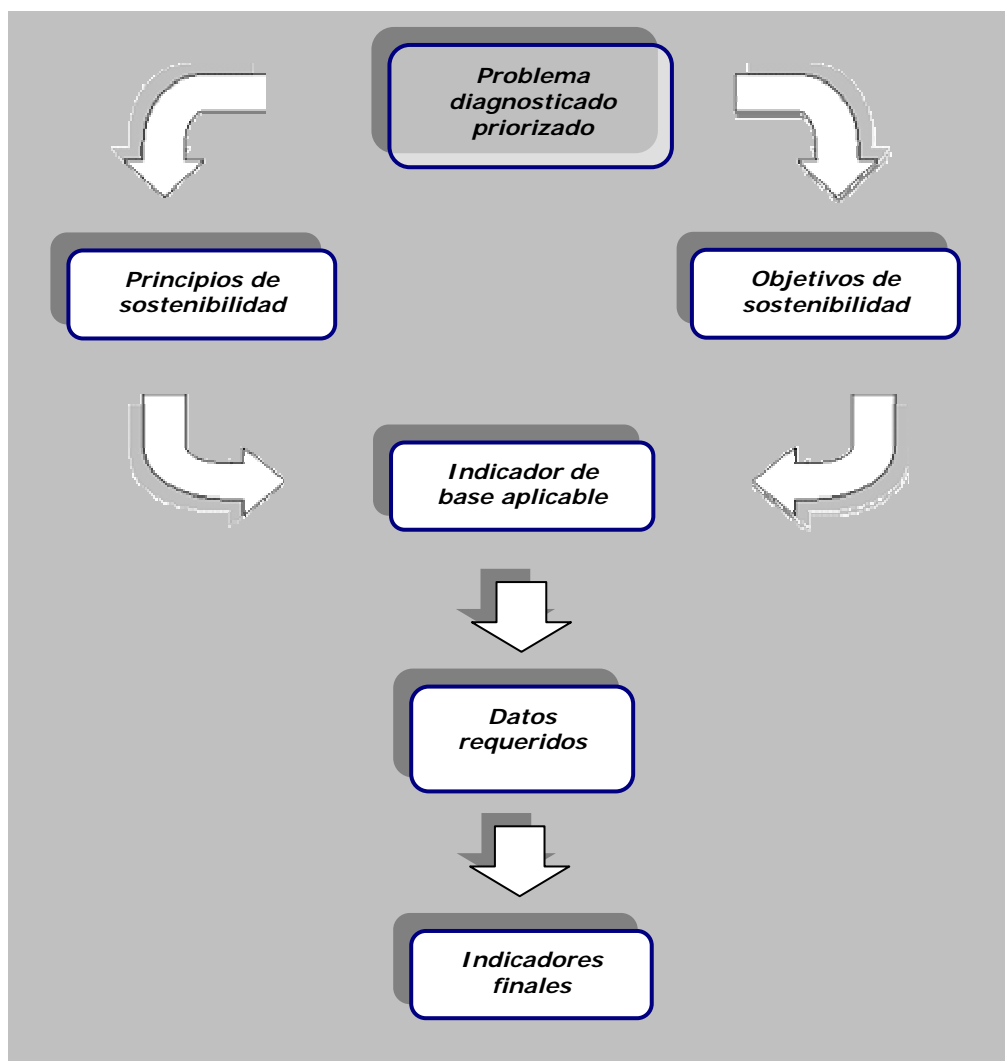 Problema
diagnosticado
priorizado
Principios de
sostenibilidad
Objetivos de
sostenibilidad
Indicador de
base aplicable
Datos
requeridos
Indicadores
finales